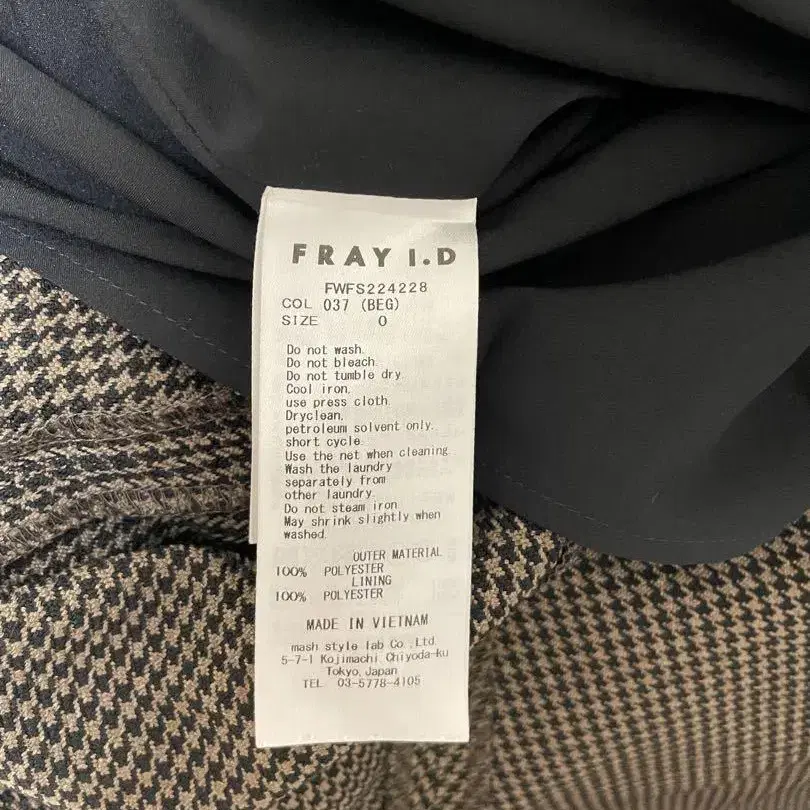 FRAY I.D
FWFS224228
COL 037 (BEG)
SIZE 0
Do not wash.
Do not bleach.
Do not tumble dry.
Cool iron.
use press cloth.
Dryclean,
petroleum solvent only.
short cycle
Use the net when cleaning.
Wash the laundry
separately from
other laundry.
Do not steam iron
May shrink slightly when
washed.
OUTER MATERIAL
100% POLYESTER
LINING
100% POLYESTER
MADE IN VIETNAM
mash style lab Co.,Ltd.
5-7-1 Kojimachi Chiyoda-ku
Tokyo,Japan
TEL 03-5778-4105